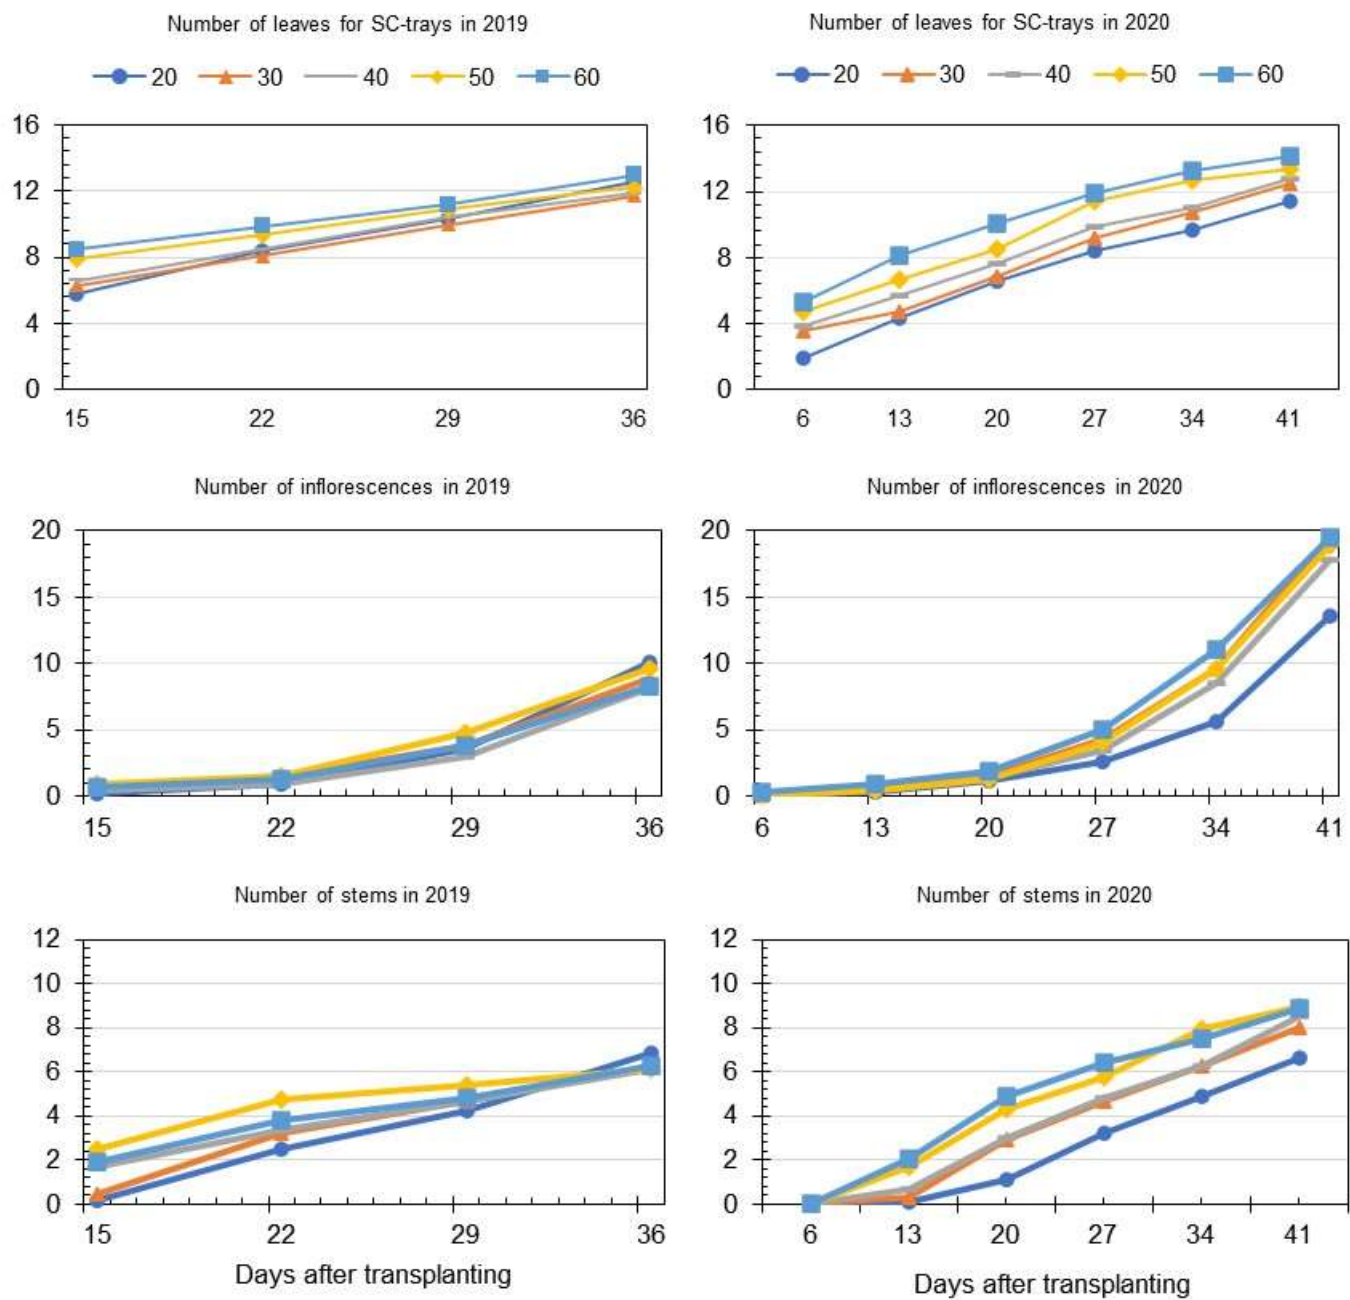 Number of leaves for SC-trays in 2019
20 30 40 50 60
16
12
8
4
0
15 22 29 36
Number of leaves for SC-trays in 2020
20 30 40 50 60
16
12
8
4
0
6 13 20 27 34 41
Number of inflorescences in 2019
20
15
10
5
0
15 22 29 36
Number of inflorescences in 2020
20
15
10
5
0
6 13 20 27 34 41
Number of stems in 2019
12
10
8
6
4
2
0
15 22 29 36
Days after transplanting
Number of stems in 2020
12
10
8
6
4
2
0
6 13 20 27 34 41
Days after transplanting